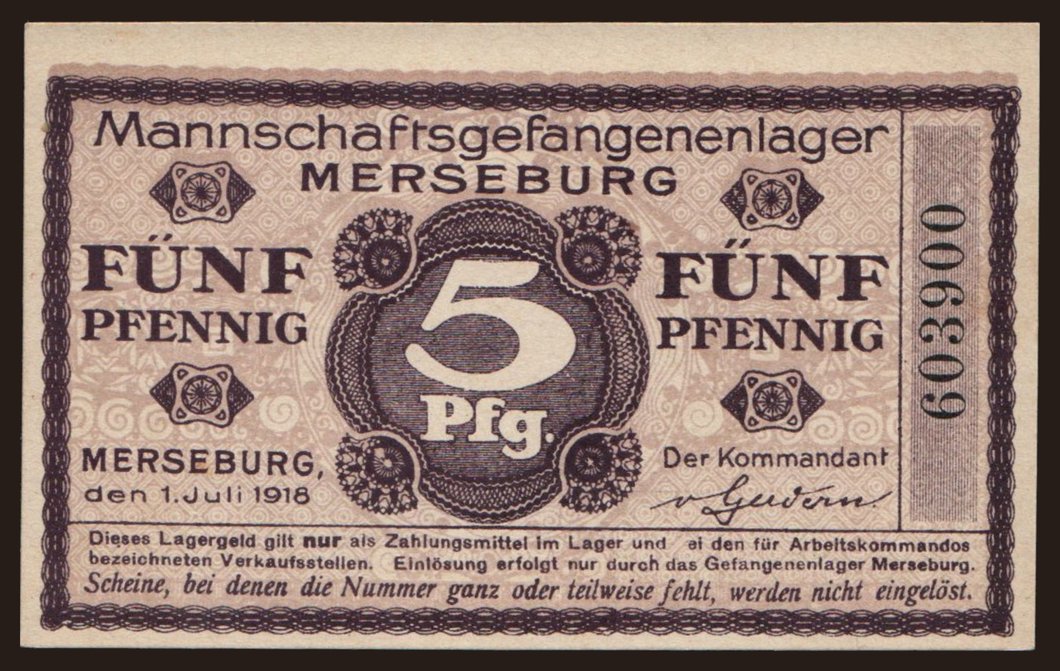 Mannschaftsgefangenenlager
MERSEBURG
FÜNF
PFENNIG
5
Pfg.
FÜNF
PFENNIG
MERSEBURG,
den 1. Juli 1918
Der Kommandant
603900
Dieses Lagergeld gilt nur als Zahlungsmittel im Lager und ei den für Arbeitskommandos
bezeichneten Verkaufsstellen. Einlösung erfolgt nur durch das Gefangenenlager Merseburg.
Scheine, bei denen die Nummer ganz oder teilweise fehlt, werden nicht eingelöst.